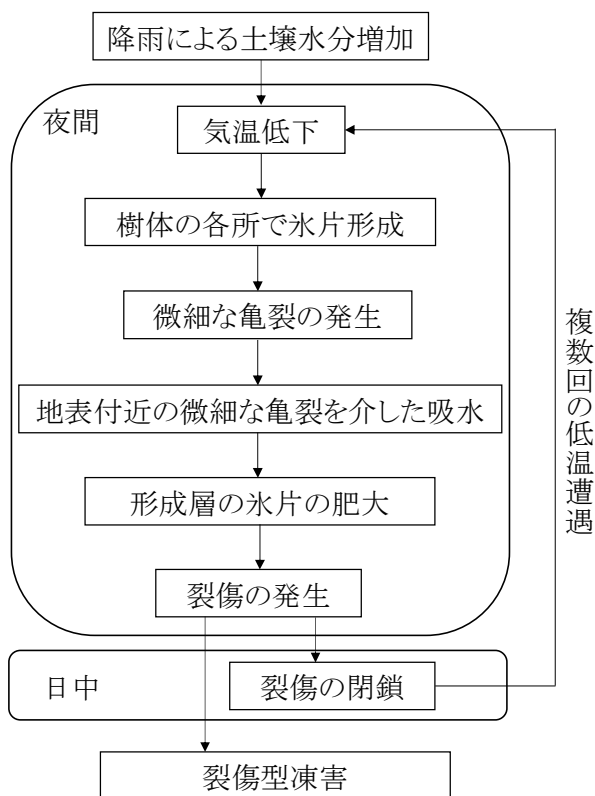 降雨による土壌水分増加
夜間
気温低下
樹体の各所で氷片形成
微細な亀裂の発生
地表付近の微細な亀裂を介した吸水
形成層の氷片の肥大
裂傷の発生
複数回の低温遭遇
日中
裂傷の閉鎖
裂傷型凍害